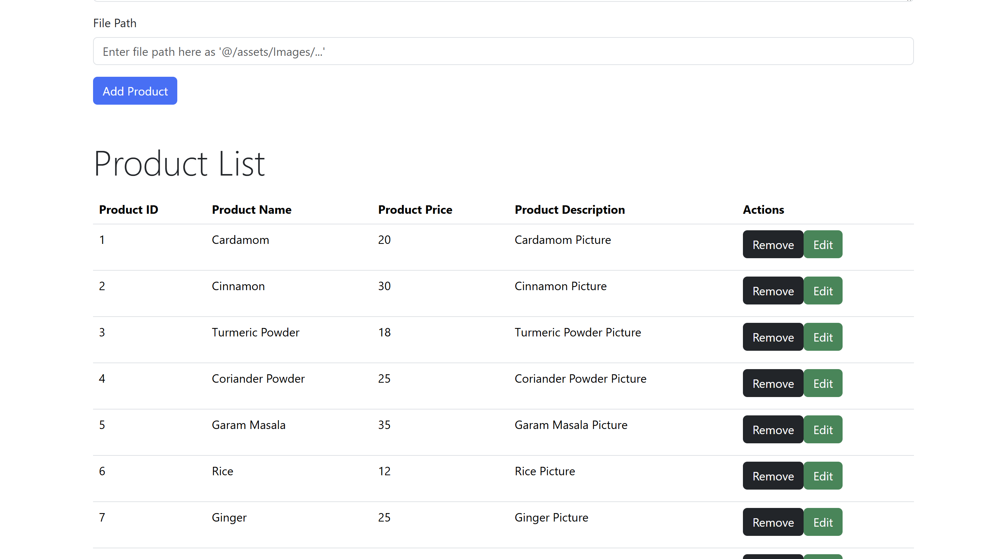 File Path
Enter file path here as '@/assets/Images/...'
Add Product
Product List
Product ID Product Name Product Price Product Description Actions
1 Cardamom 20 Cardamom Picture Remove Edit
2 Cinnamon 30 Cinnamon Picture Remove Edit
3 Turmeric Powder 18 Turmeric Powder Picture Remove Edit
4 Coriander Powder 25 Coriander Powder Picture Remove Edit
5 Garam Masala 35 Garam Masala Picture Remove Edit
6 Rice 12 Rice Picture Remove Edit
7 Ginger 25 Ginger Picture Remove Edit